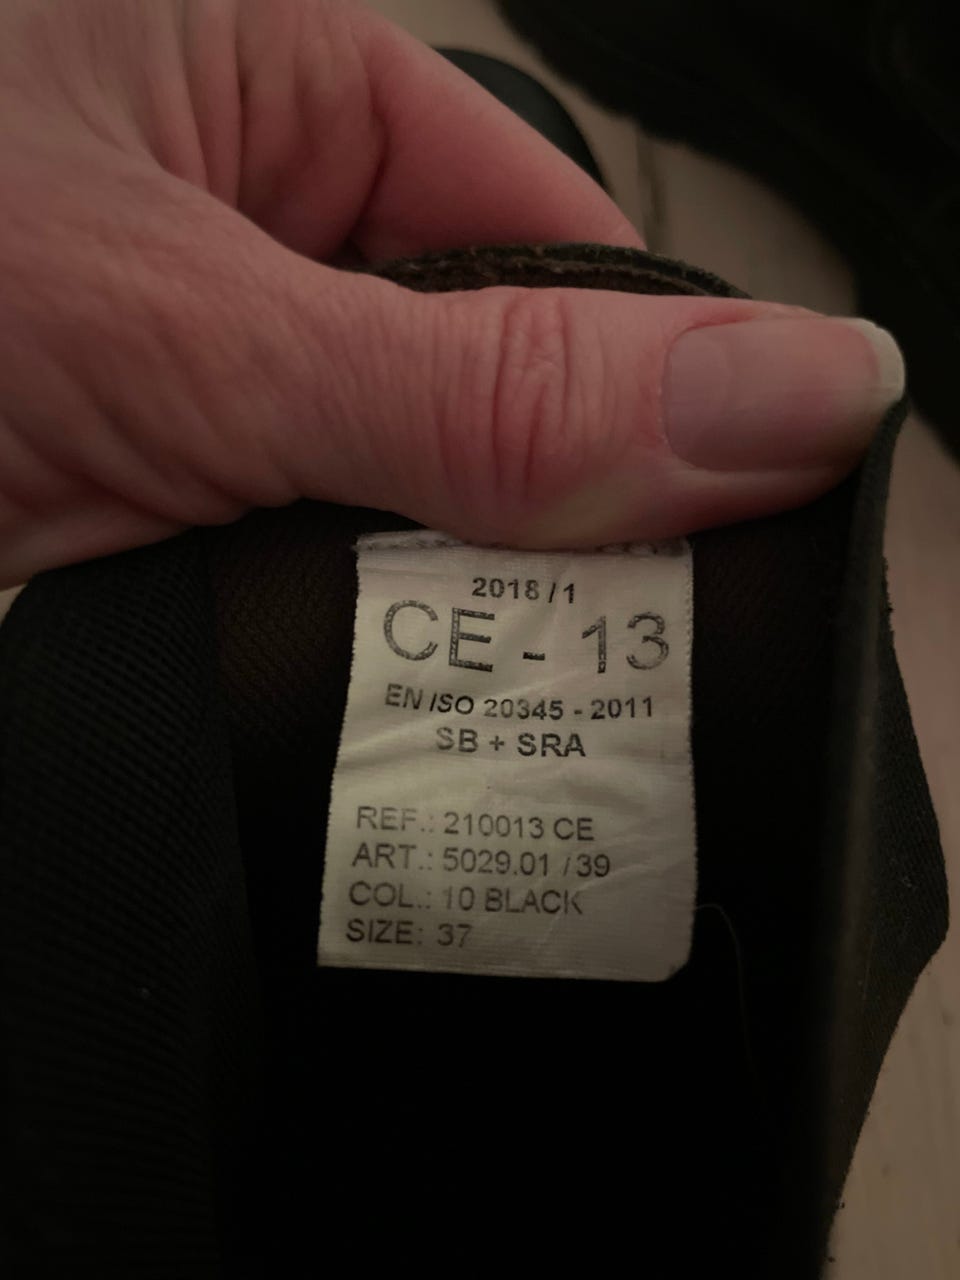 2018 / 1
CE - 13
EN ISO 20345 - 2011
SB + SRA
REF.: 210013 CE
ART.: 5029.01 / 39
COL.: 10 BLACK
SIZE: 37